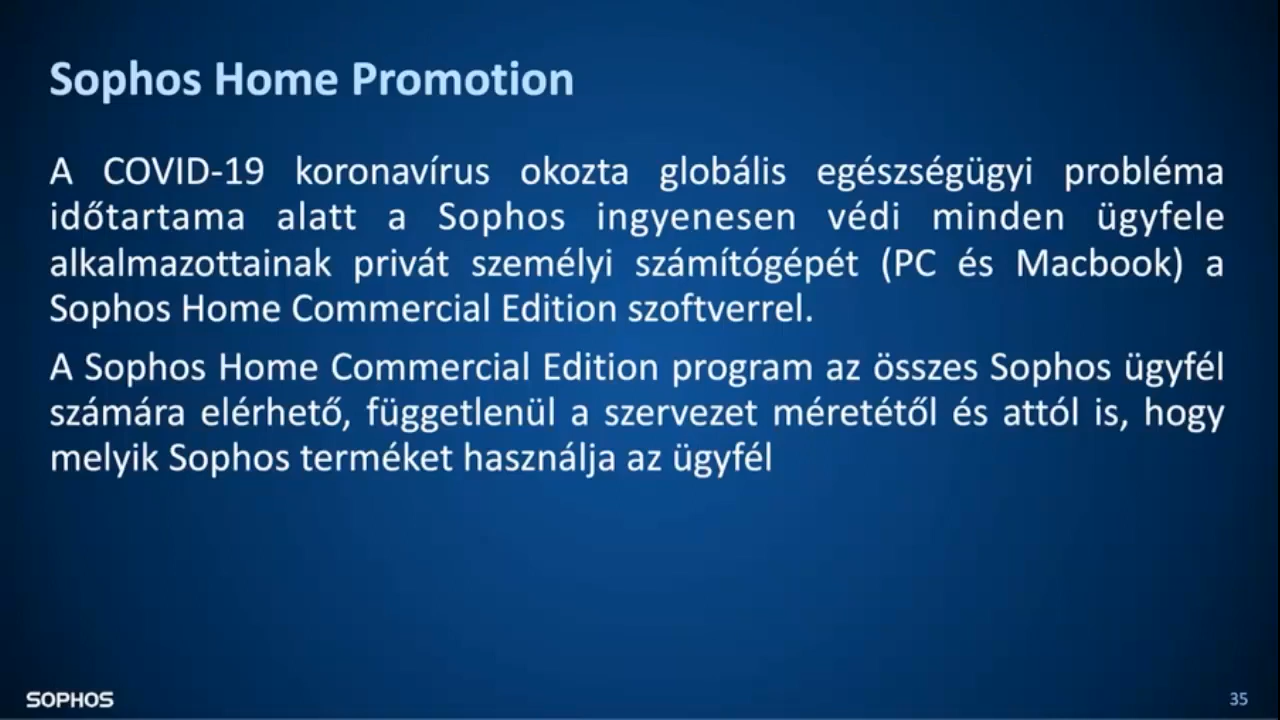 Sophos Home Promotion
A COVID-19 koronavírus okozta globális egészségügyi probléma
időtartama alatt a Sophos ingyenesen védi minden ügyfele
alkalmazottainak privát személyi számítógépét (PC és Macbook) a
Sophos Home Commercial Edition szoftverrel.
A Sophos Home Commercial Edition program az összes Sophos ügyfél
számára elérhető, függetlenül a szervezet méretétől és attól is, hogy
melyik Sophos terméket használja az ügyfél
SOPHOS
35